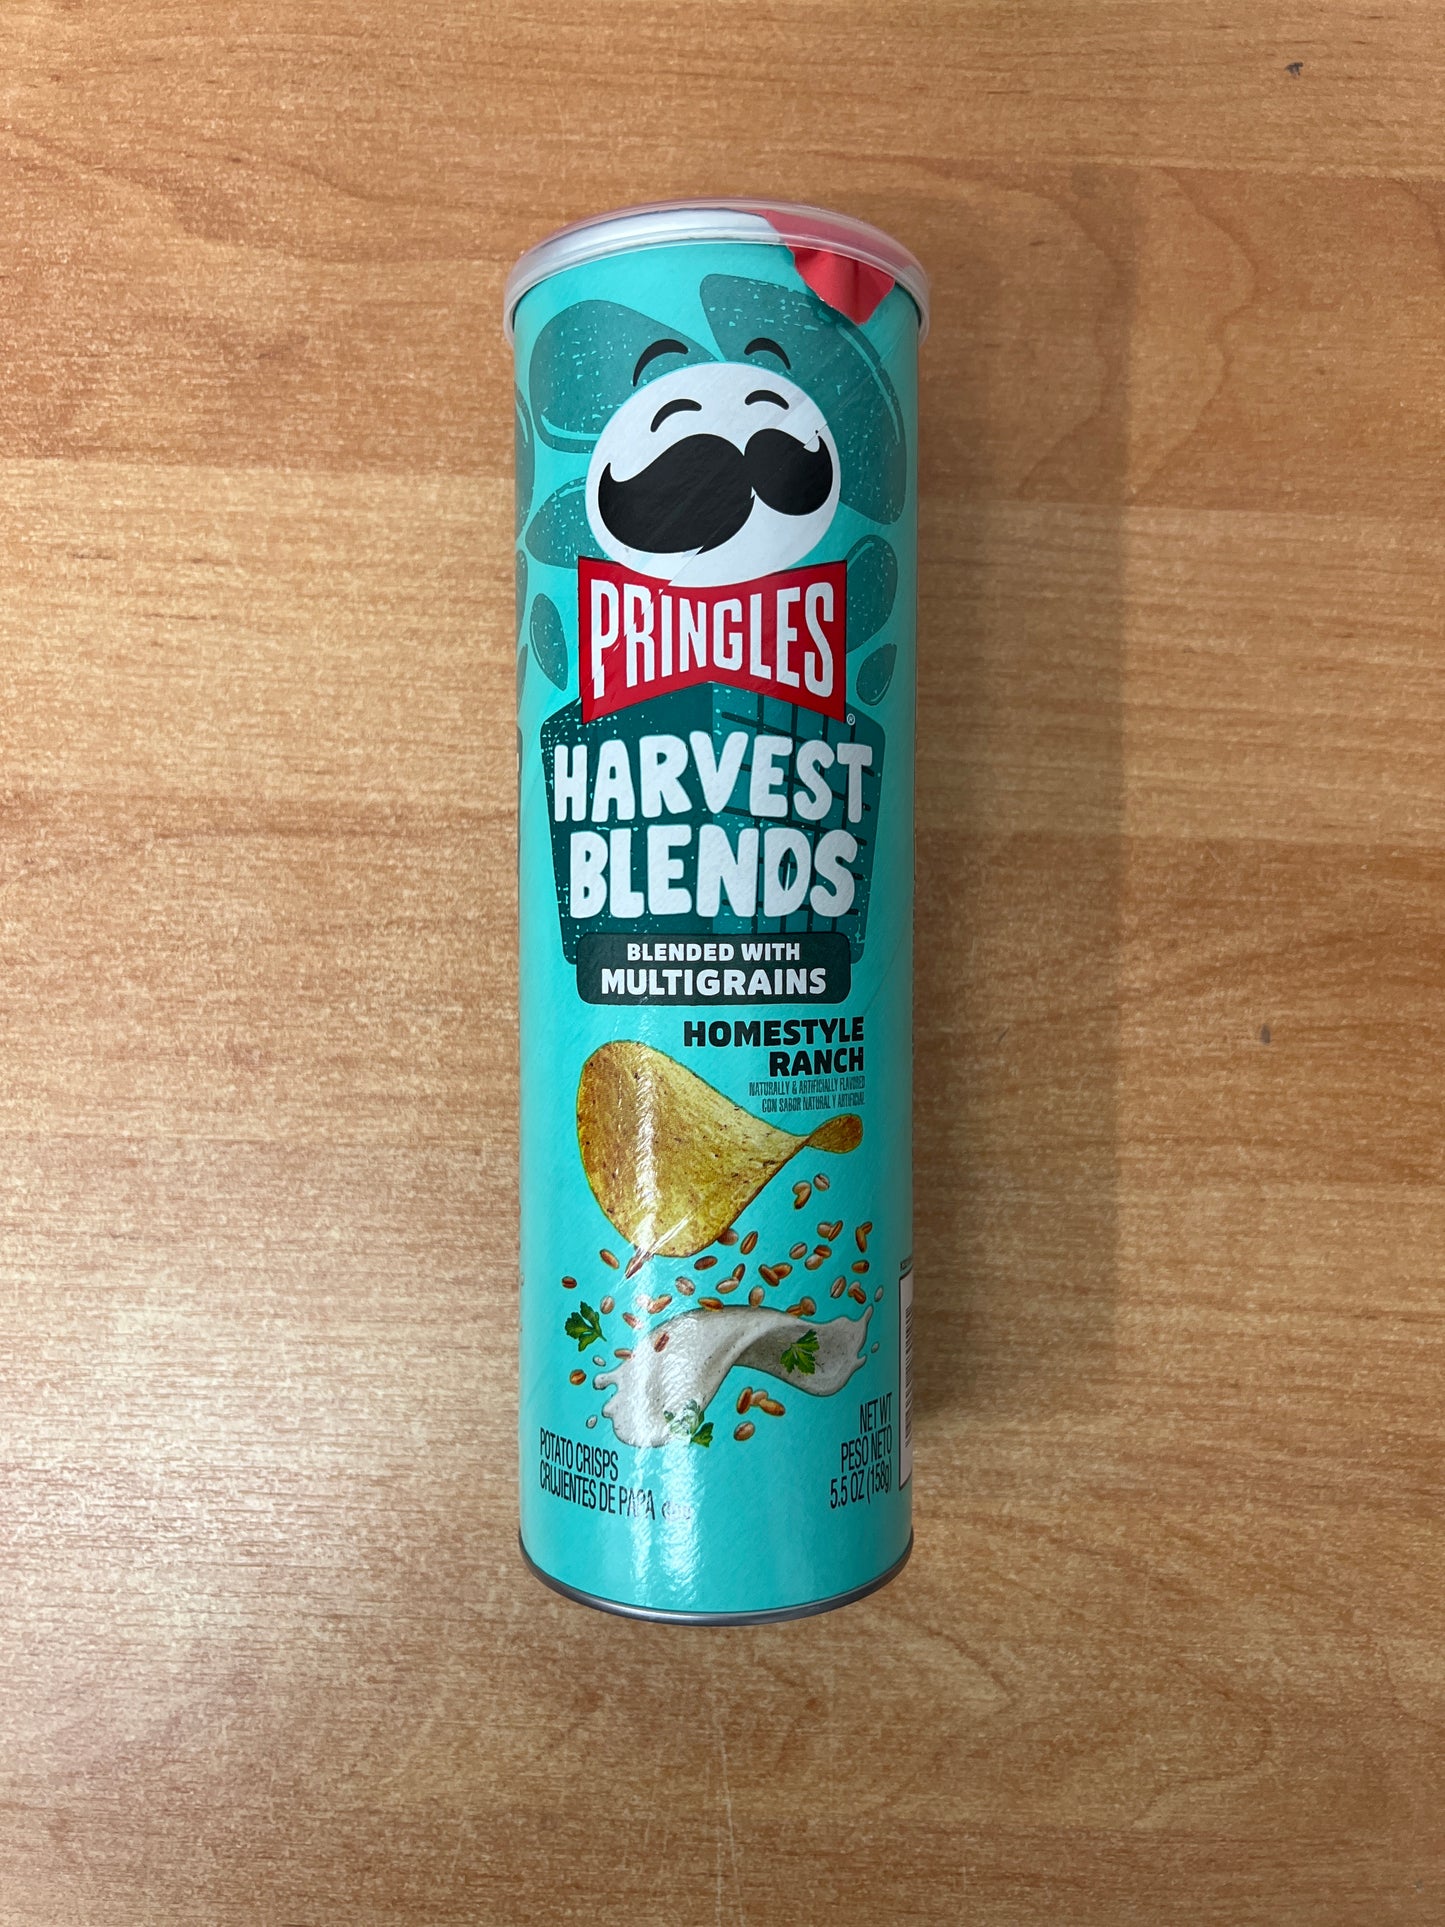 PRINGLES
®
HARVEST
BLENDS
BLENDED WITH
MULTIGRAINS
HOMESTYLE
RANCH
NATURALLY & ARTIFICIALLY FLAVORED
CON SABOR NATURAL Y ARTIFICIAL
POTATO CRISPS
CRUJIENTES DE PAPA
NET WT
PESO NETO
5.5 OZ (158g)